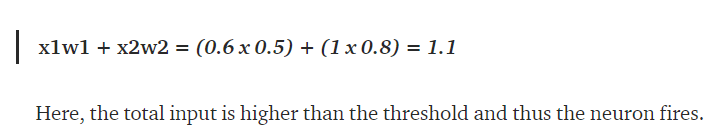 x1w1 + x2w2 = (0.6 x 0.5) + (1 x 0.8) = 1.1
Here, the total input is higher than the threshold and thus the neuron fires.